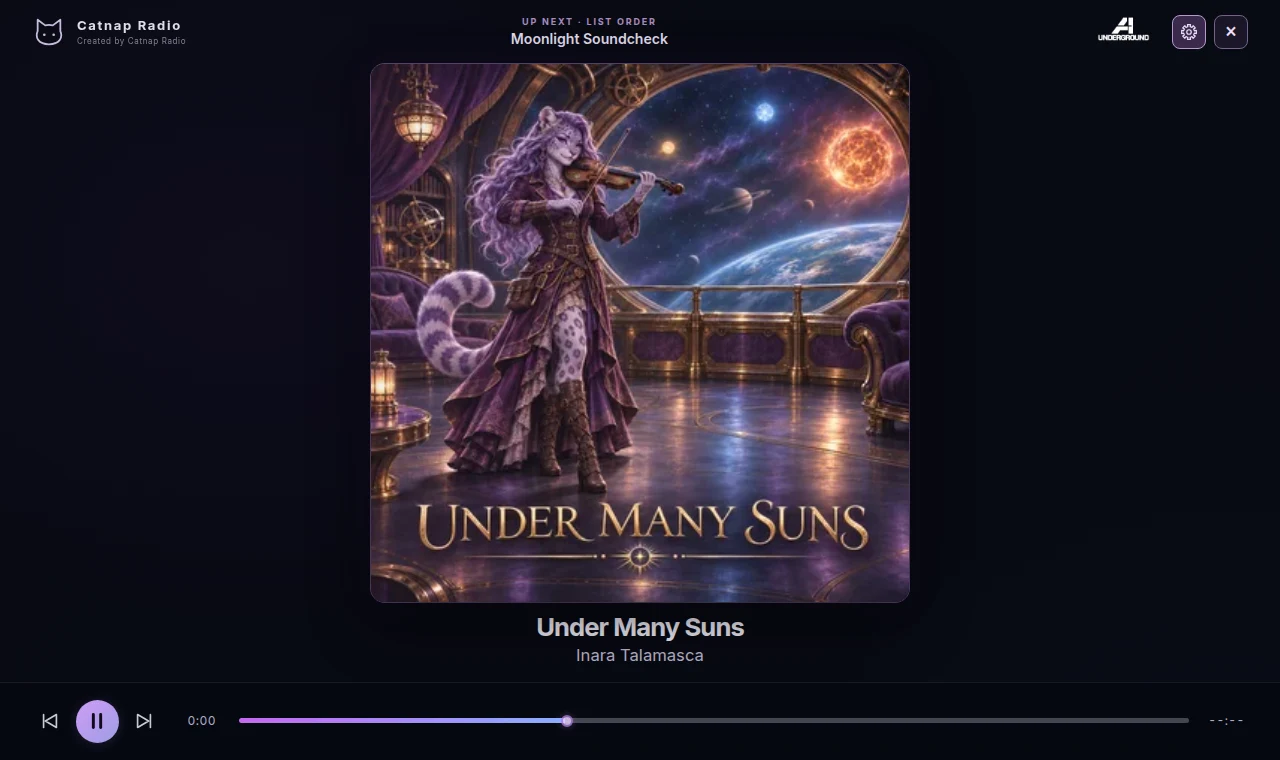 Catnap Radio
Created by Catnap Radio
UP NEXT · LIST ORDER
Moonlight Soundcheck
AI
UNDERGROUND
UNDER MANY SUNS
Under Many Suns
Inara Talamasca
0:00
--:--